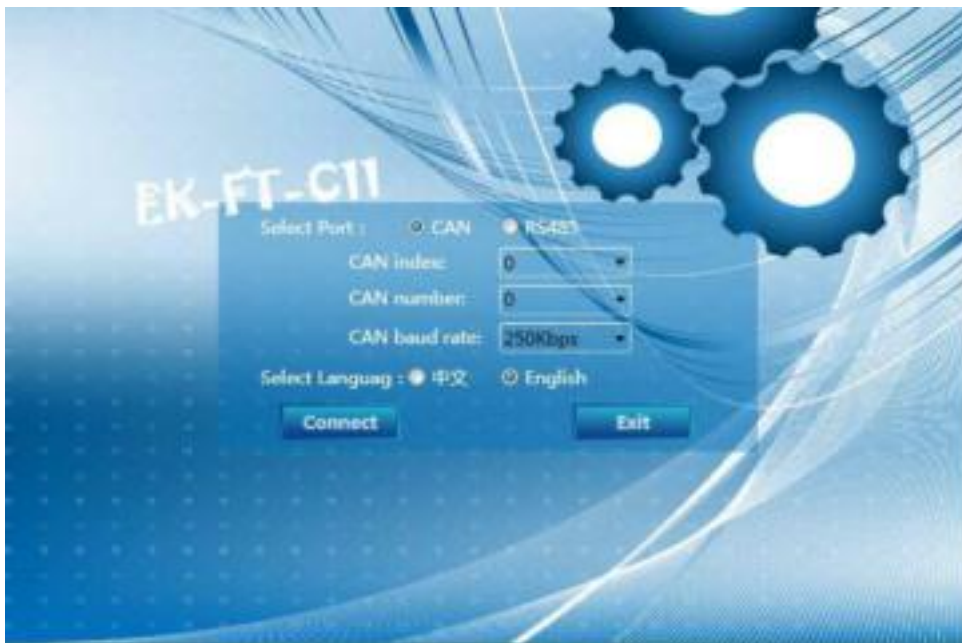 EK-FT-C11
Select Port : CAN RS485
CAN index: 0
CAN number: 0
CAN baud rate: 250Kbps
Select Languag : 中文 English
Connect Exit